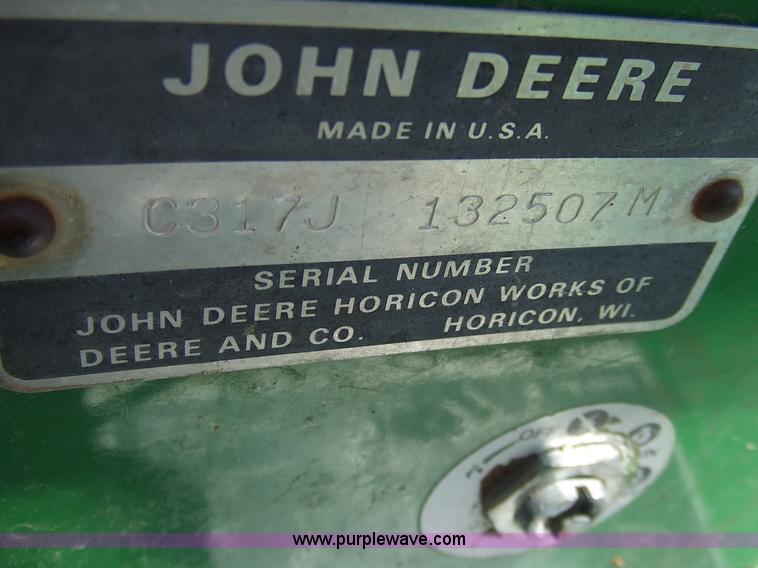 JOHN DEERE
MADE IN U.S.A.
C317J 132507M
SERIAL NUMBER
JOHN DEERE HORICON WORKS OF
DEERE AND CO. HORICON, WI.
OFF
www.purplewave.com